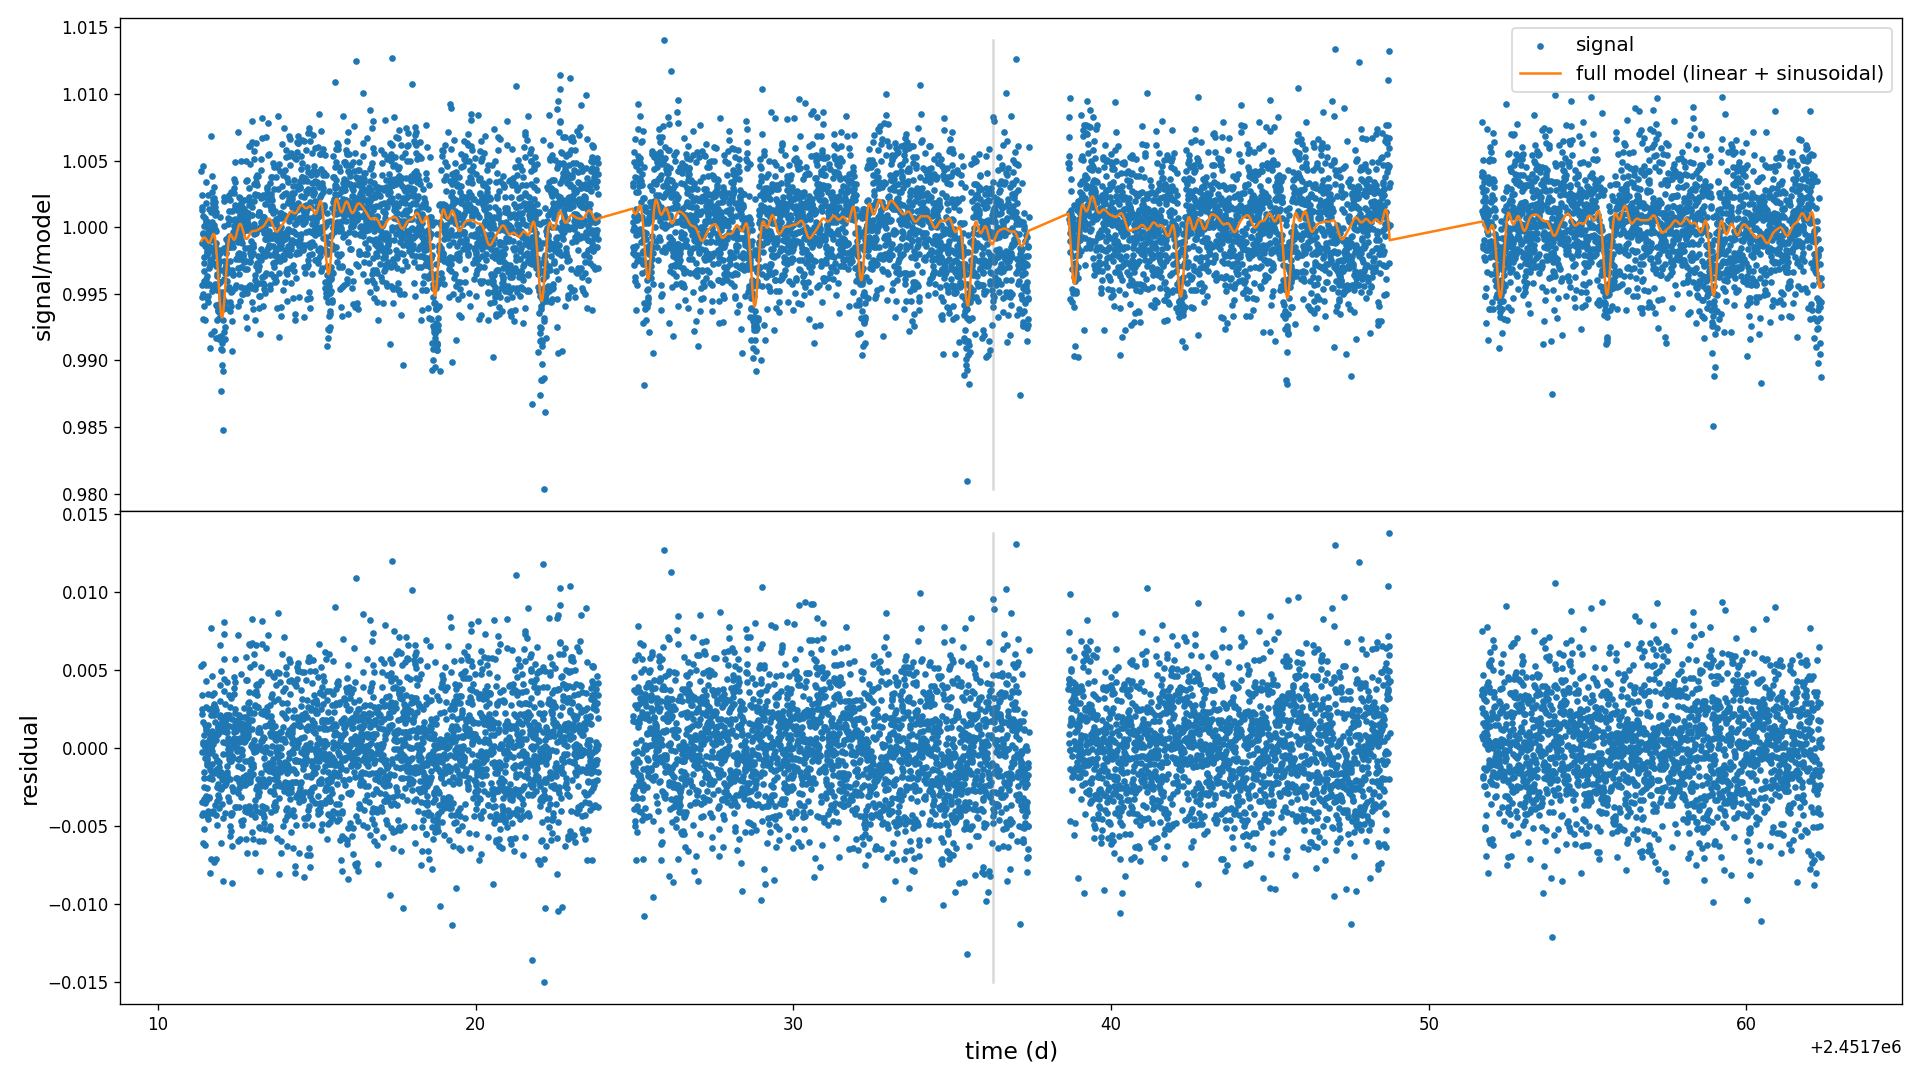 1.015
1.010
1.005
1.000
0.995
0.990
0.985
0.980
signal/model
signal
full model (linear + sinusoidal)
0.015
0.010
0.005
0.000
−0.005
−0.010
−0.015
residual
10 20 30 40 50 60
time (d)
+2.4517e6